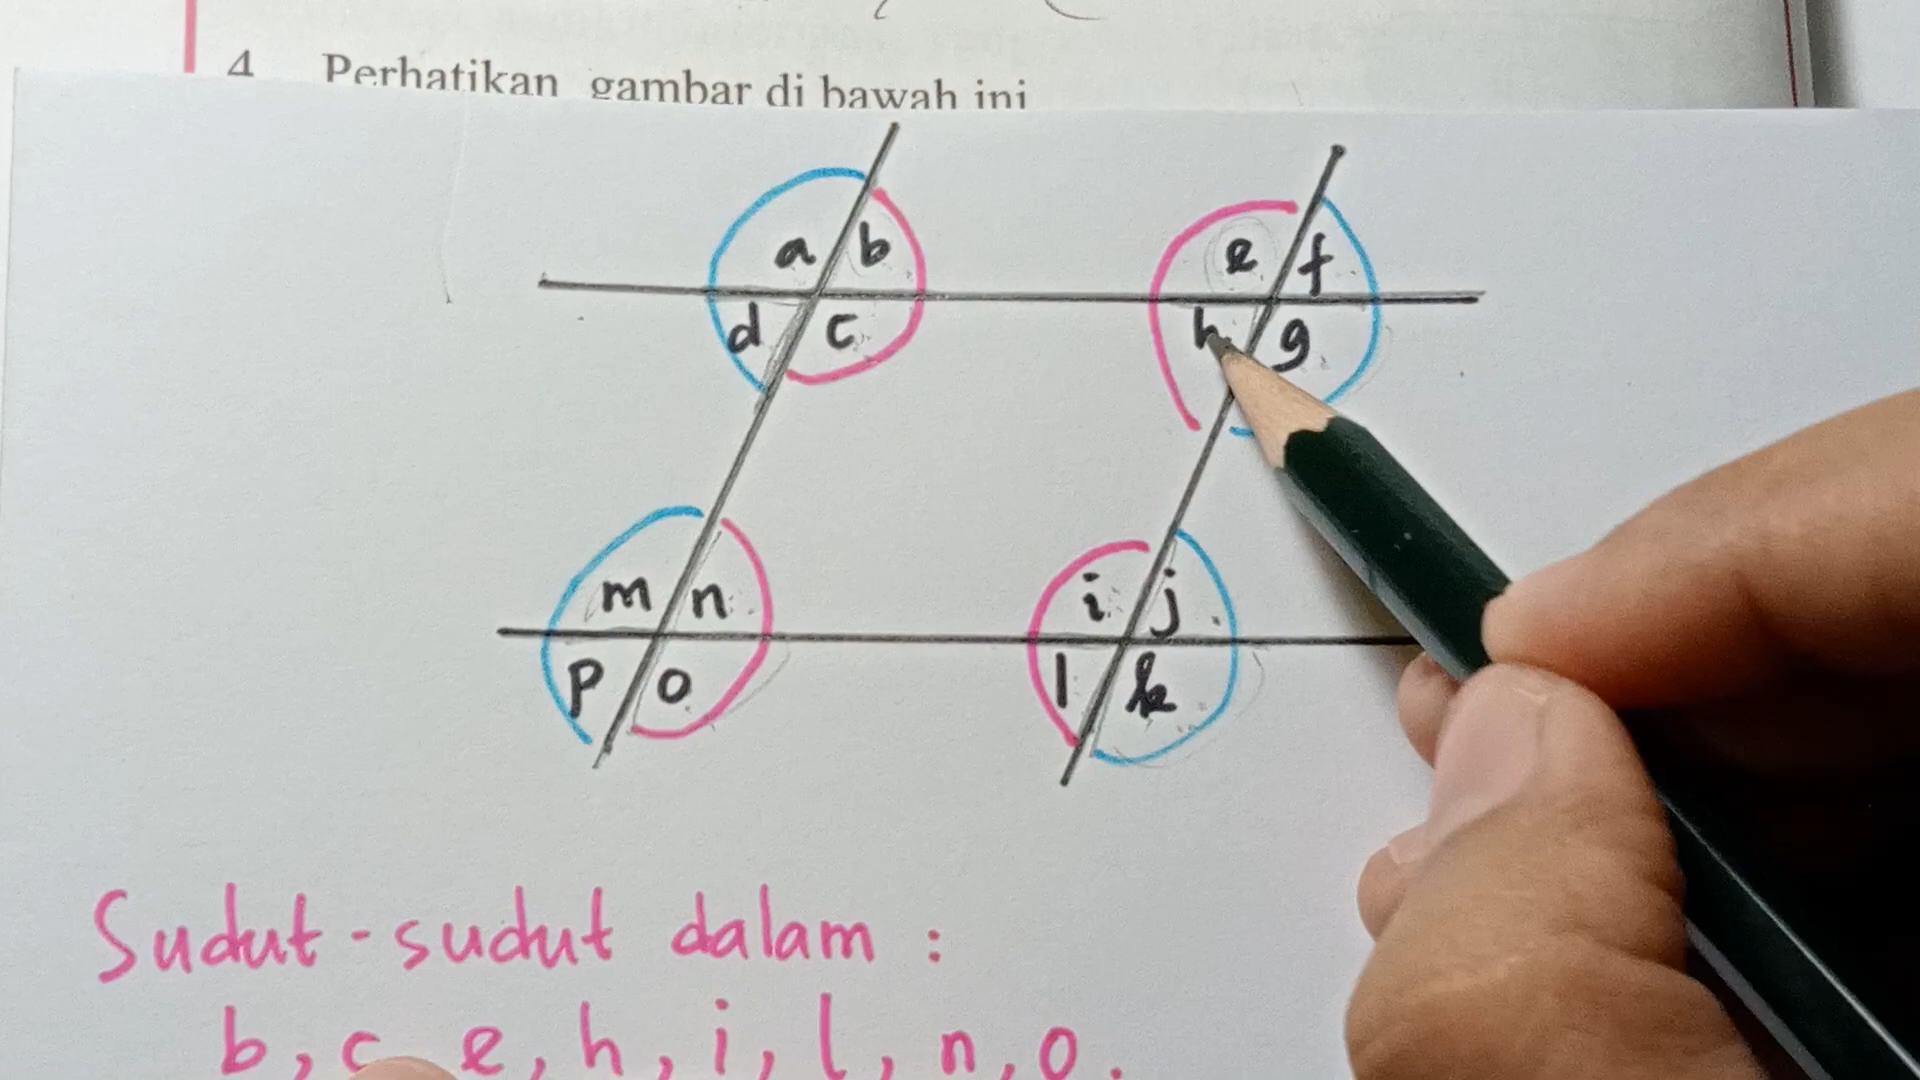 4 Perhatikan gambar di bawah ini
a b e f
d c h g
m n i j
p o l k
Sudut-sudut dalam :
b, c e, h, i, l, n, o.